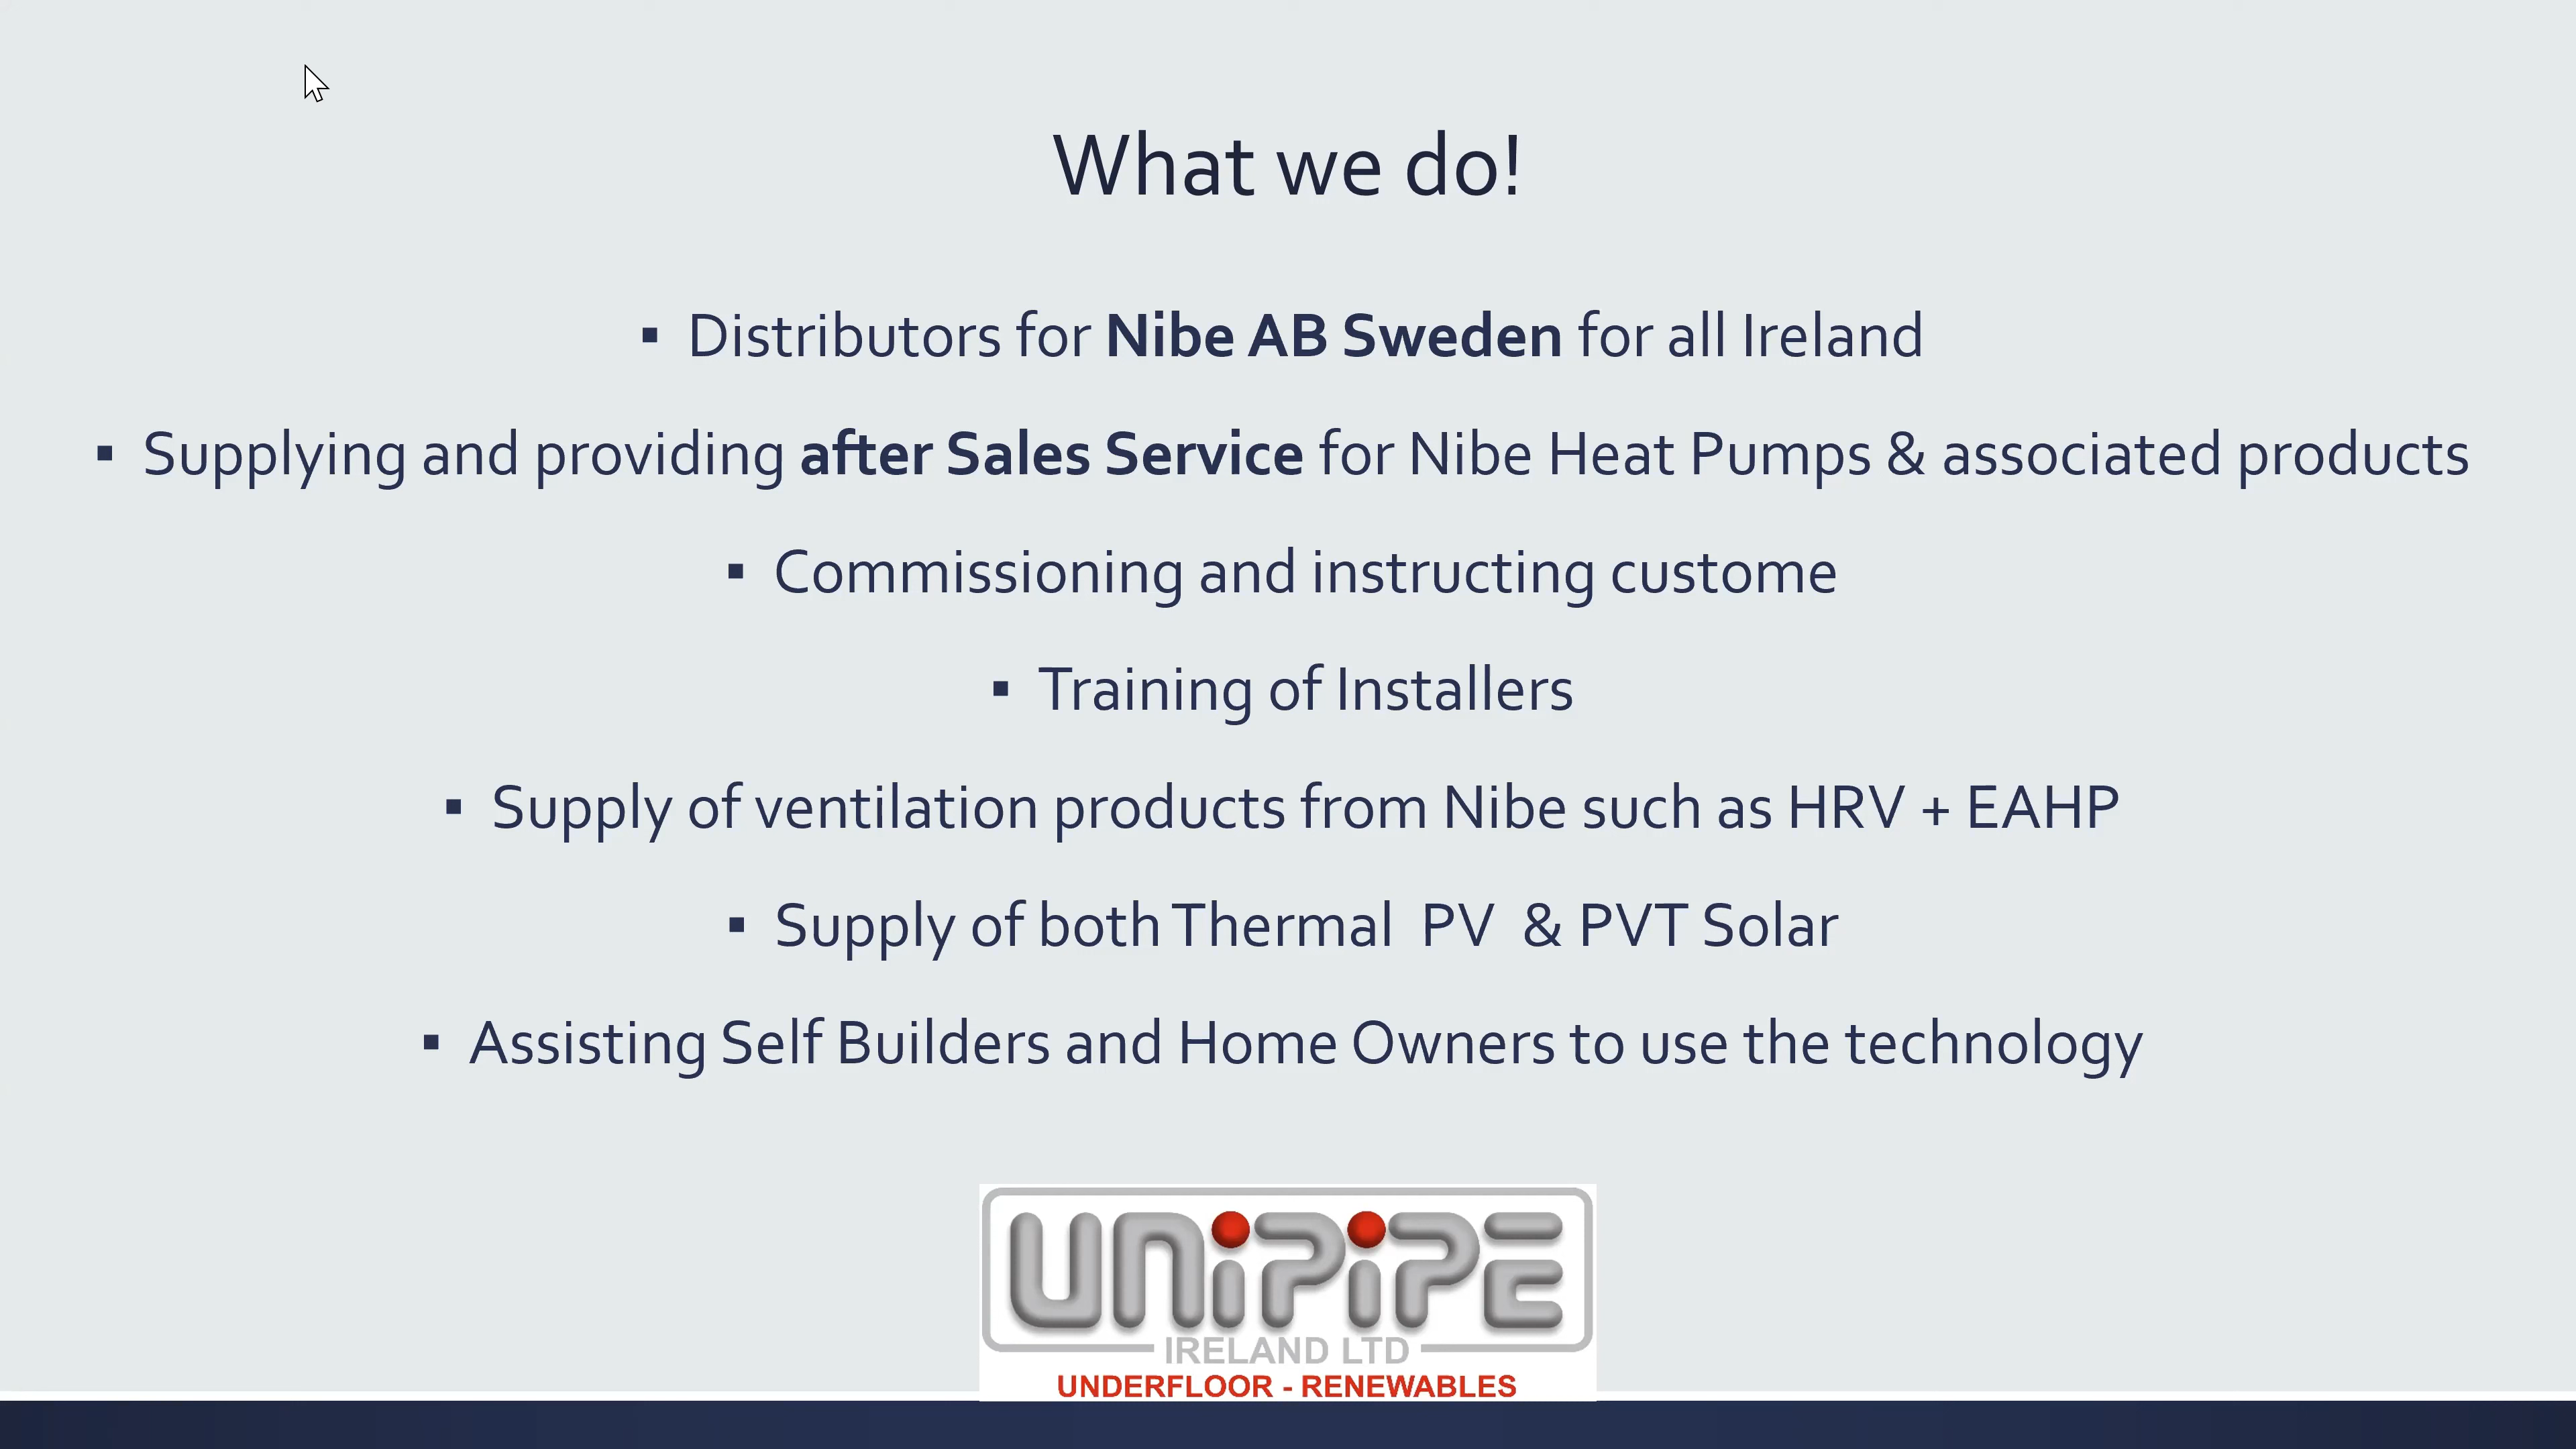 What we do!
▪ Distributors for Nibe AB Sweden for all Ireland
▪ Supplying and providing after Sales Service for Nibe Heat Pumps & associated products
▪ Commissioning and instructing custome
▪ Training of Installers
▪ Supply of ventilation products from Nibe such as HRV + EAHP
▪ Supply of both Thermal  PV  & PVT Solar
▪ Assisting Self Builders and Home Owners to use the technology
UNiPiPE
IRELAND LTD
UNDERFLOOR - RENEWABLES